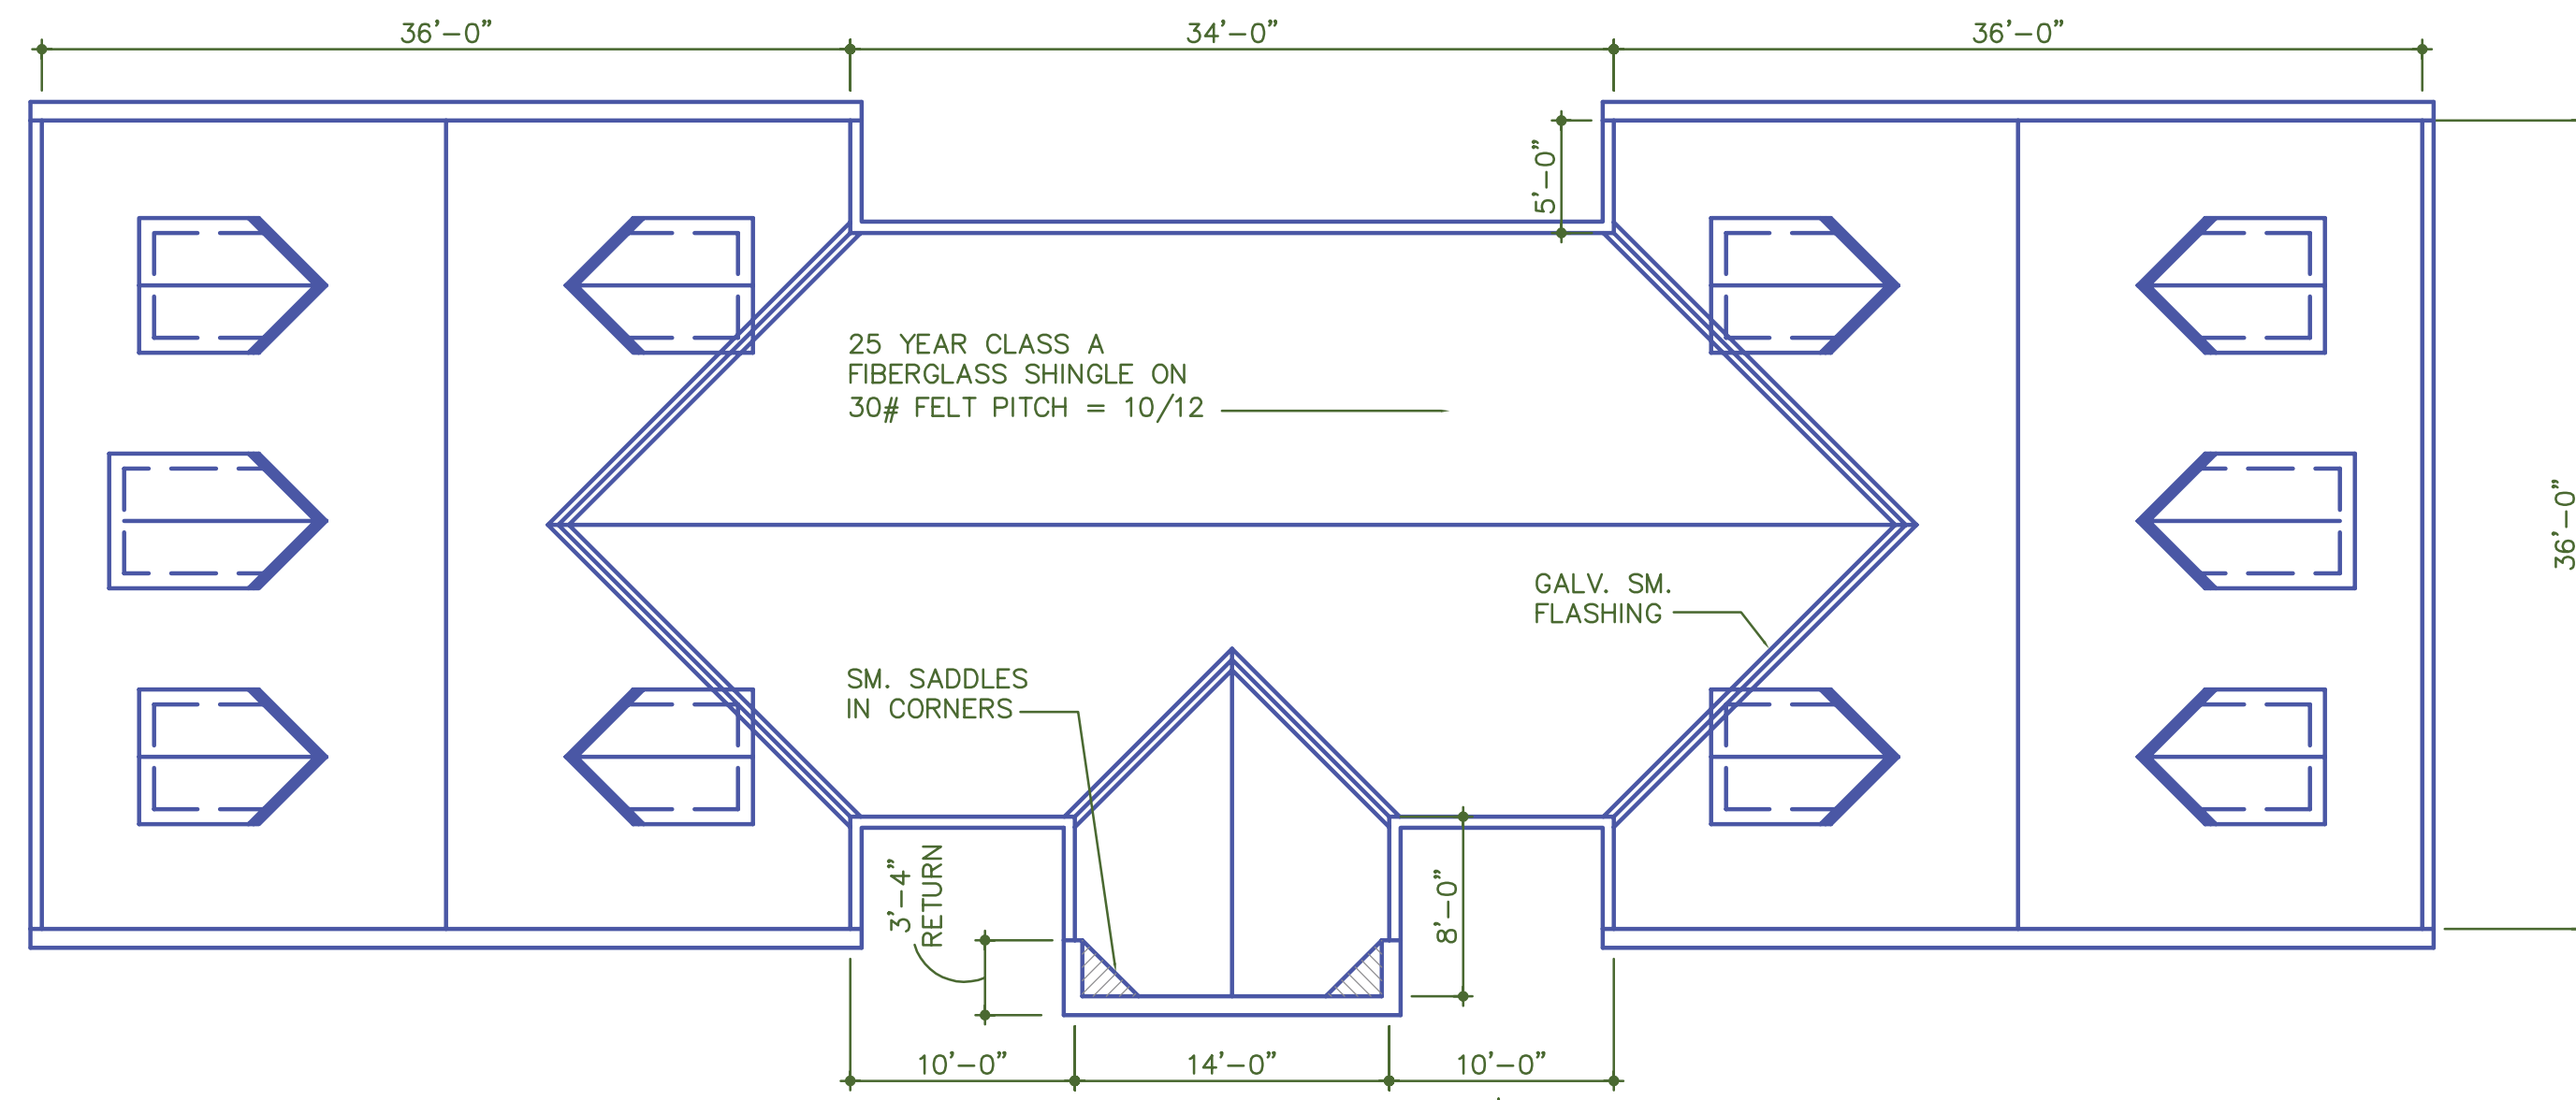 36'-0"
34'-0"
36'-0"
5'-0"
25 YEAR CLASS A
FIBERGLASS SHINGLE ON
30# FELT PITCH = 10/12
36'-0"
GALV. SM.
FLASHING
SM. SADDLES
IN CORNERS
3'-4"
RETURN
8'-0"
10'-0"
14'-0"
10'-0"